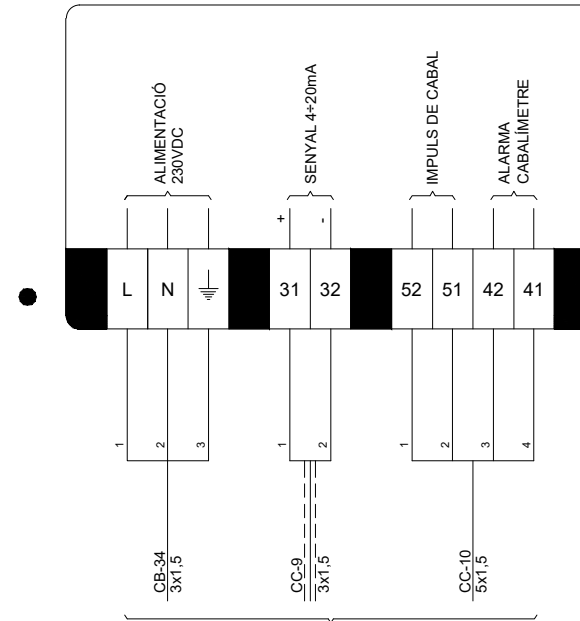 ALIMENTACIÓ
230VDC
SENYAL 4÷20mA
IMPULS DE CABAL
ALARMA
CABALÍMETRE
+ -
L N 31 32 52 51 42 41
1 2 3 1 2 1 2 3 4
CB-34
3x1,5
CC-9
3x1,5
CC-10
5x1,5